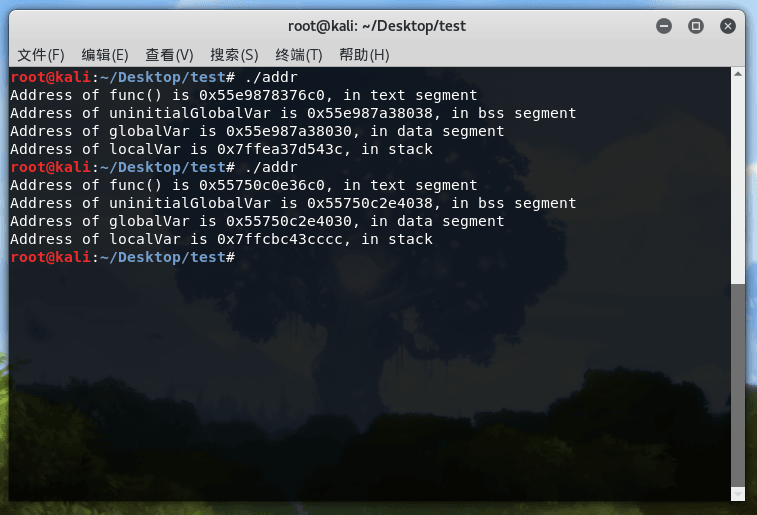 root@kali: ~/Desktop/test
文件(F) 编辑(E) 查看(V) 搜索(S) 终端(T) 帮助(H)
root@kali:~/Desktop/test# ./addr
Address of func() is 0x55e9878376c0, in text segment
Address of uninitialGlobalVar is 0x55e987a38038, in bss segment
Address of globalVar is 0x55e987a38030, in data segment
Address of localVar is 0x7ffea37d543c, in stack
root@kali:~/Desktop/test# ./addr
Address of func() is 0x55750c0e36c0, in text segment
Address of uninitialGlobalVar is 0x55750c2e4038, in bss segment
Address of globalVar is 0x55750c2e4030, in data segment
Address of localVar is 0x7ffcbc43cccc, in stack
root@kali:~/Desktop/test#